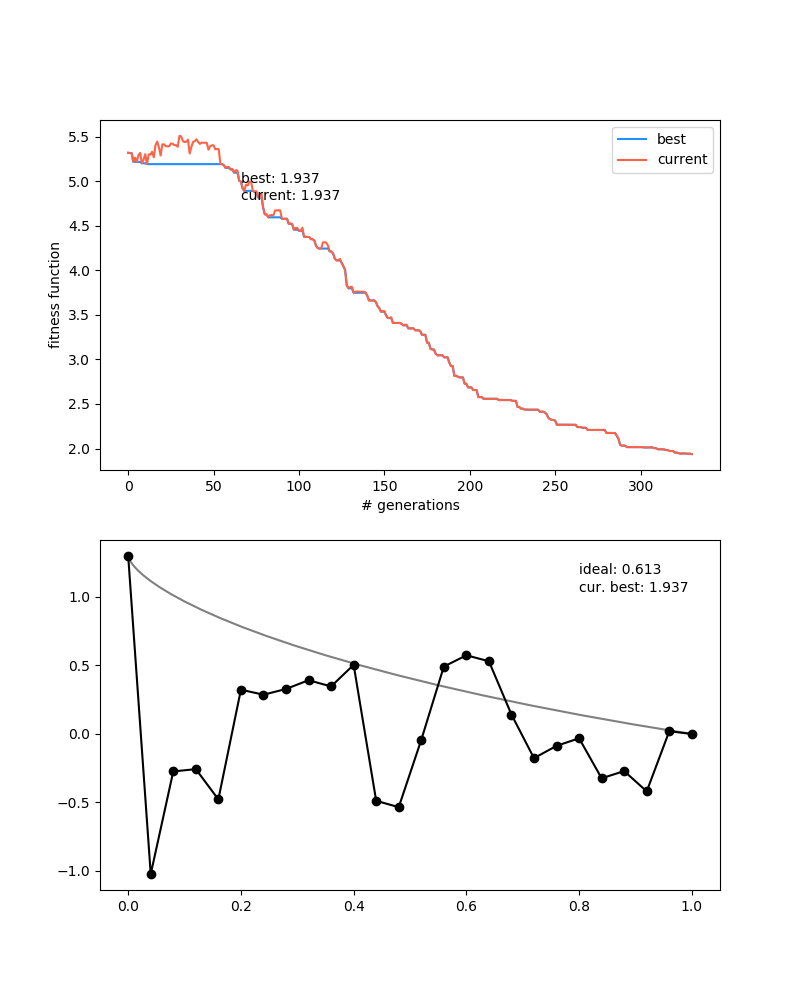 5.5
5.0
4.5
4.0
3.5
3.0
2.5
2.0
fitness function
best
current
best: 1.937
current: 1.937
0 50 100 150 200 250 300
# generations
1.0
0.5
0.0
−0.5
−1.0
ideal: 0.613
cur. best: 1.937
0.0 0.2 0.4 0.6 0.8 1.0